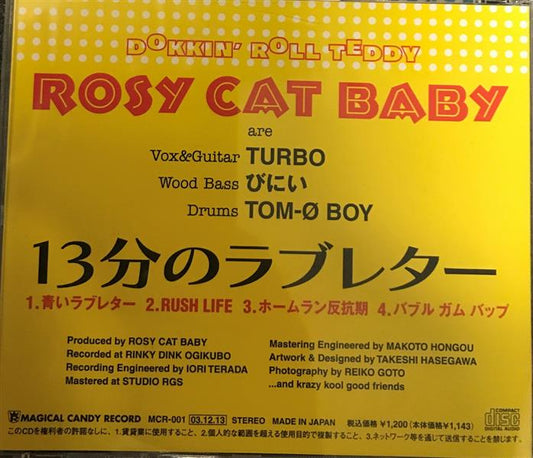 DOKKIN' ROLL TEDDY
ROSY CAT BABY
are
Vox&Guitar TURBO
Wood Bass びにい
Drums TOM-Ø BOY
13分のラブレター
1.青いラブレター 2.RUSH LIFE 3.ホームラン反抗期 4.バブル ガム バップ
Produced by ROSY CAT BABY
Recorded at RINKY DINK OGIKUBO
Recording Engineered by IORI TERADA
Mastered at STUDIO RGS
Mastering Engineered by MAKOTO HONGOU
Artwork & Designed by TAKESHI HASEGAWA
Photography by REIKO GOTO
...and krazy kool good friends
MAGICAL CANDY RECORD MCR-001 03.12.13 STEREO MADE IN JAPAN 税込価格 ¥1,200 (本体価格 ¥1,143)
COMPACT disc DIGITAL AUDIO
このCDを権利者の許諾なしに、1.賃貸業に使用すること、2.個人的な範囲を超える使用目的で複製すること、3.ネットワーク等を通じて送信することを禁じます。